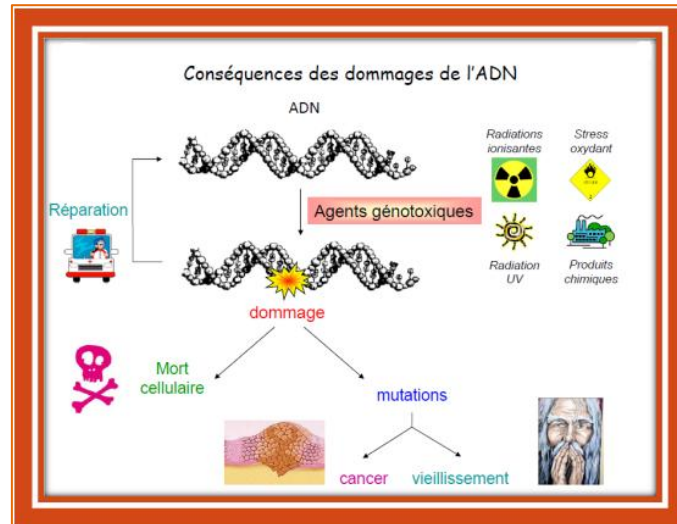 Conséquences des dommages de l'ADN
ADN
Radiations
ionisantes
Stress
oxydant
Réparation
Agents génotoxiques
Radiation
UV
Produits
chimiques
dommage
Mort
cellulaire
mutations
cancer
vieillissement